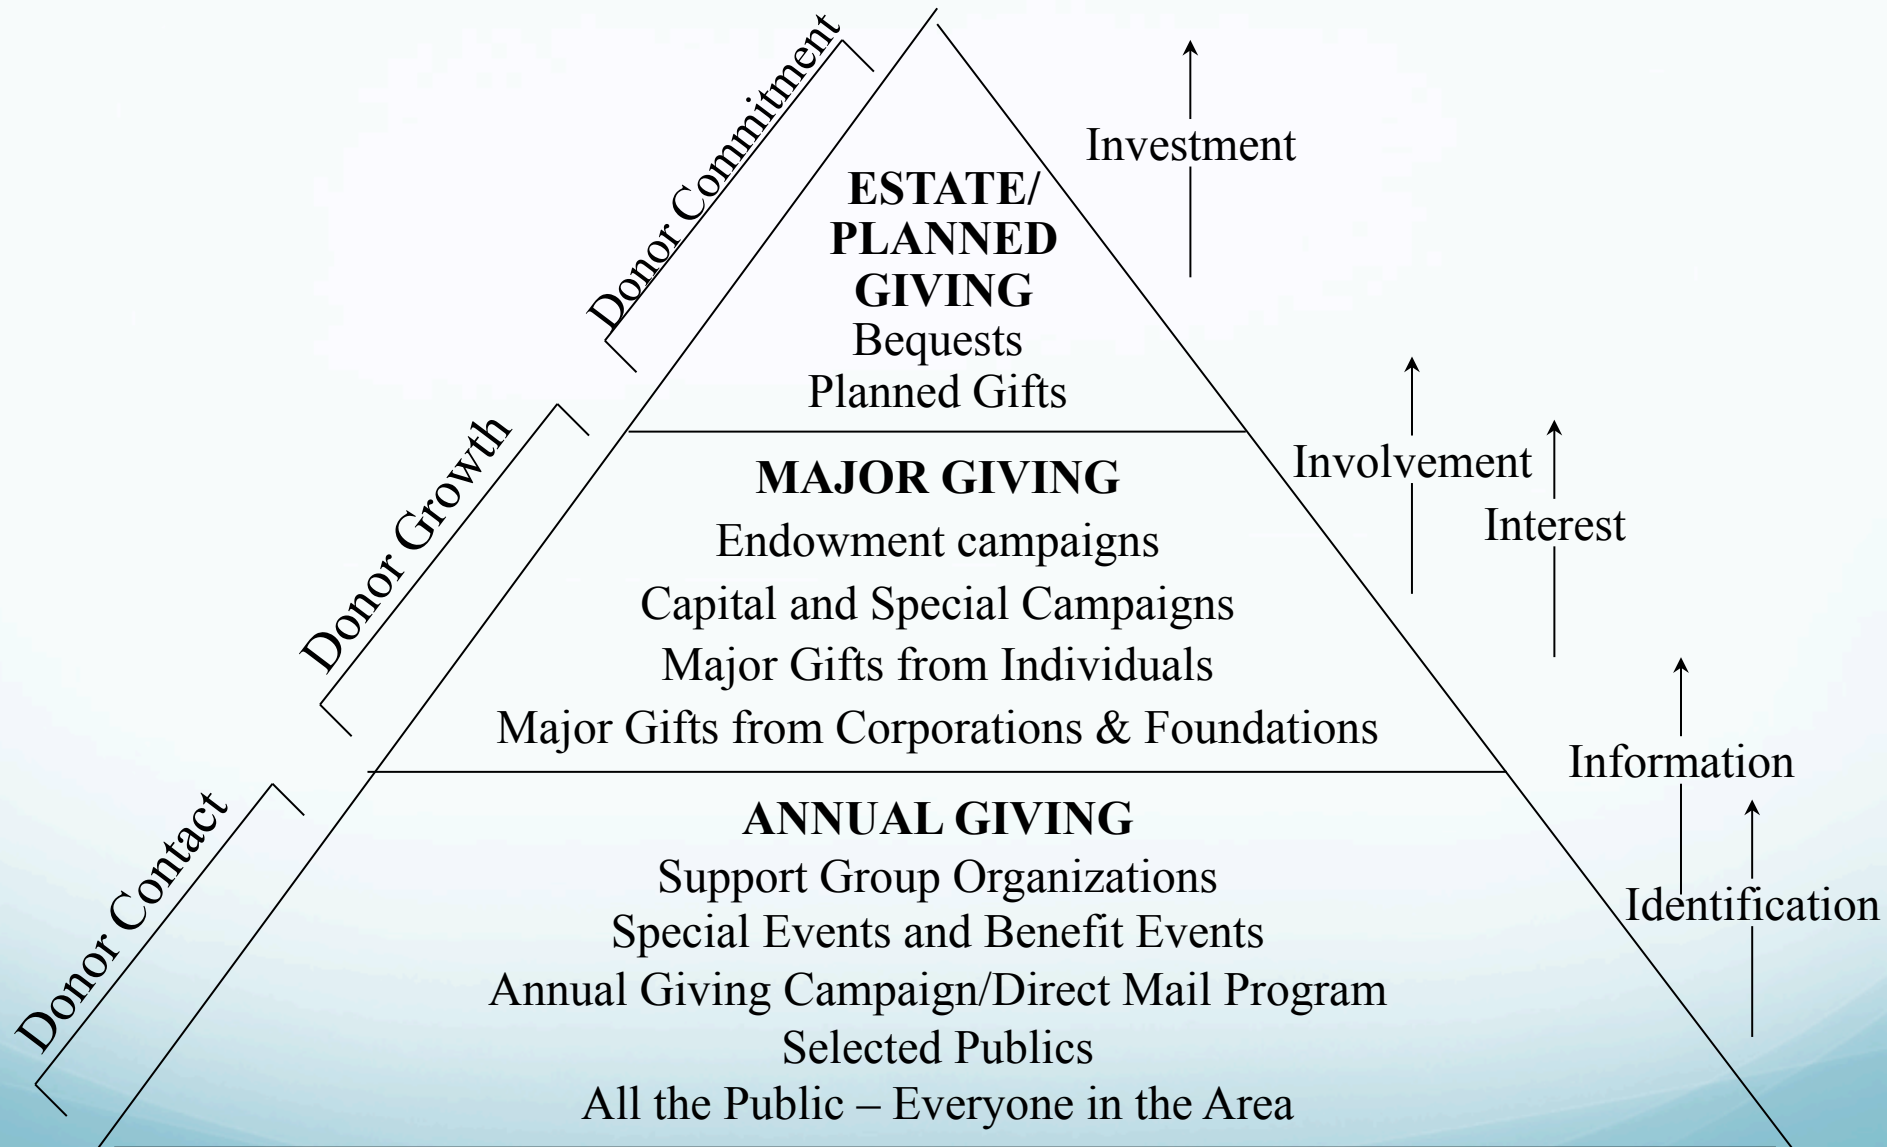 Donor Commitment
Investment
ESTATE/
PLANNED
GIVING
Bequests
Planned Gifts
Donor Growth
MAJOR GIVING
Involvement
Endowment campaigns
Interest
Capital and Special Campaigns
Major Gifts from Individuals
Major Gifts from Corporations & Foundations
Information
Donor Contact
ANNUAL GIVING
Support Group Organizations
Identification
Special Events and Benefit Events
Annual Giving Campaign/Direct Mail Program
Selected Publics
All the Public – Everyone in the Area